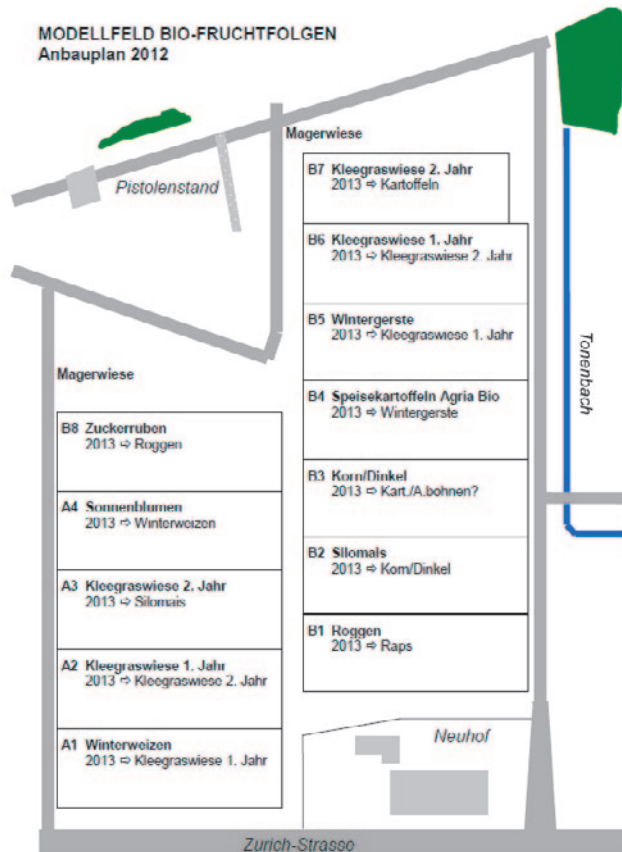 MODELLFELD BIO-FRUCHTFOLGEN
Anbauplan 2012
Magerwiese
Pistolenstand
B7 Kleegraswiese 2. Jahr
2013 ⇨ Kartoffeln
B6 Kleegraswiese 1. Jahr
2013 ⇨ Kleegraswiese 2. Jahr
B5 Wintergerste
2013 ⇨ Kleegraswiese 1. Jahr
B4 Speisekartoffeln Agria Bio
2013 ⇨ Wintergerste
B3 Korn/Dinkel
2013 ⇨ Kart./A.bohnen?
B2 Silomais
2013 ⇨ Korn/Dinkel
B1 Roggen
2013 ⇨ Raps
Tonenbach
Magerwiese
B8 Zuckerrüben
2013 ⇨ Roggen
A4 Sonnenblumen
2013 ⇨ Winterweizen
A3 Kleegraswiese 2. Jahr
2013 ⇨ Silomais
A2 Kleegraswiese 1. Jahr
2013 ⇨ Kleegraswiese 2. Jahr
A1 Winterweizen
2013 ⇨ Kleegraswiese 1. Jahr
Neuhof
Zürich-Strasse